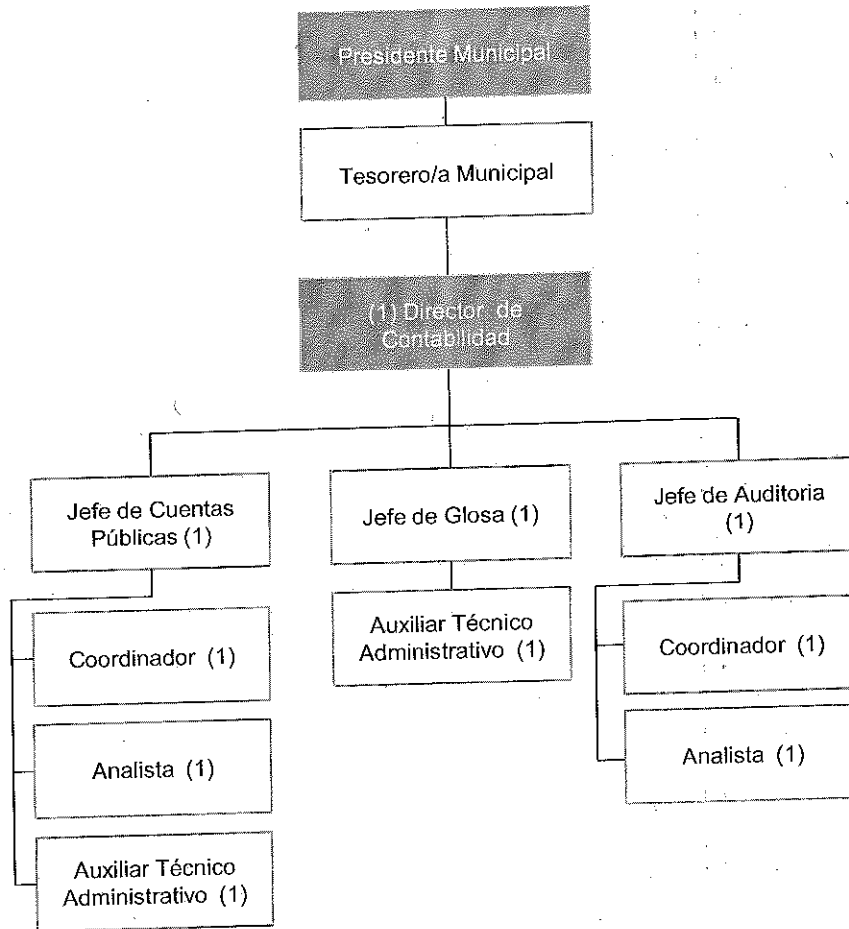 Presidente Municipal
Tesorero/a Municipal
(1) Director de
Contabilidad
Jefe de Cuentas
Públicas (1)
Jefe de Glosa (1)
Jefe de Auditoria
(1)
Coordinador (1)
Auxiliar Técnico
Administrativo (1)
Coordinador (1)
Analista (1)
Analista (1)
Auxiliar Técnico
Administrativo (1)